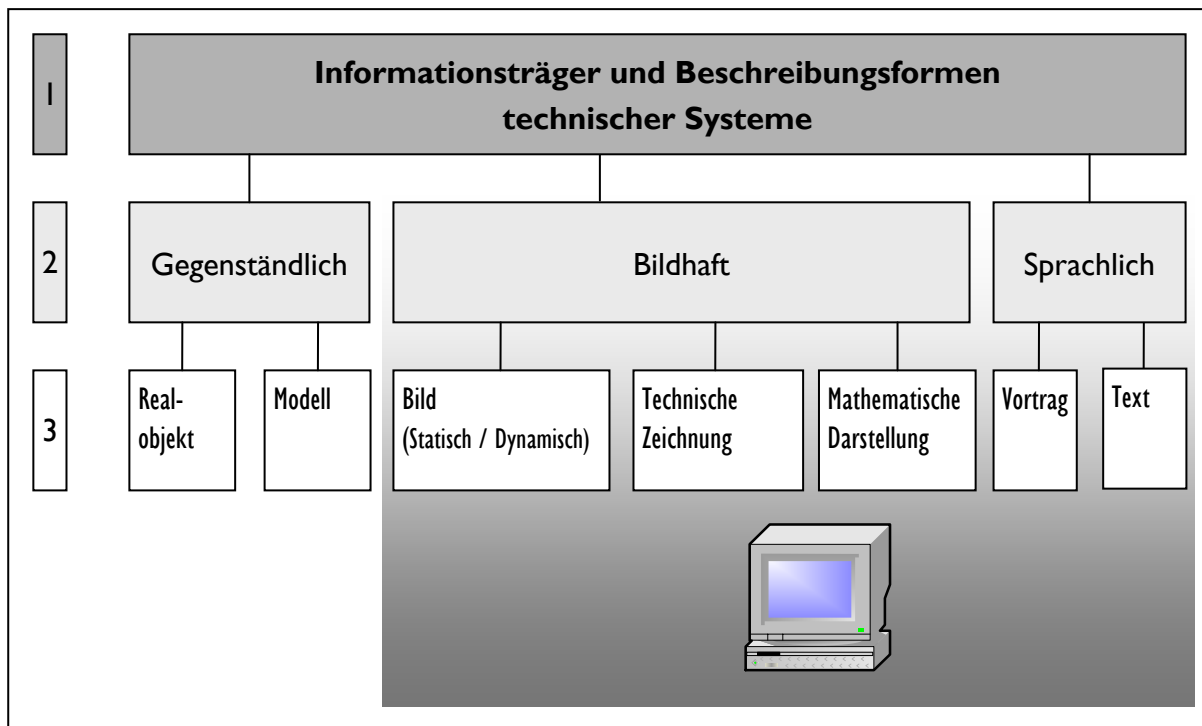 1
Informationsträger und Beschreibungsformen
technischer Systeme
2
Gegenständlich
Bildhaft
Sprachlich
3
Real-
objekt
Modell
Bild
(Statisch / Dynamisch)
Technische
Zeichnung
Mathematische
Darstellung
Vortrag
Text